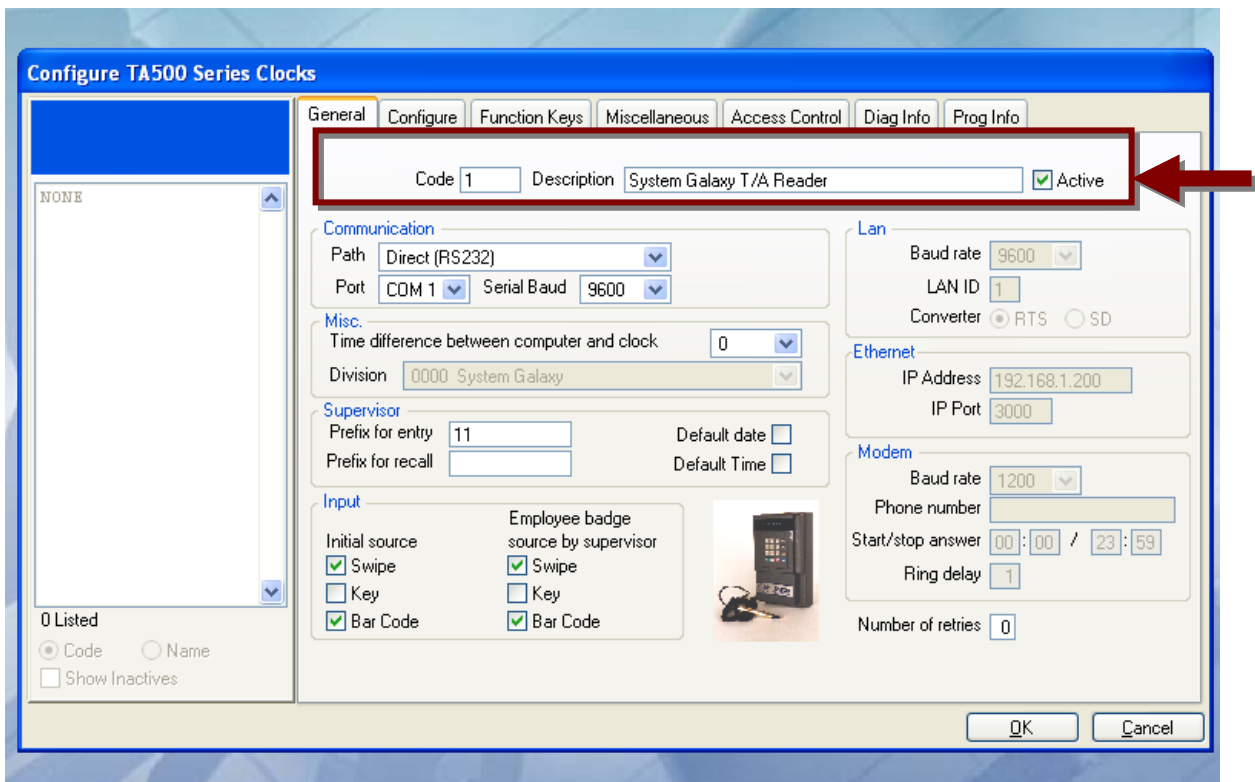 Configure TA500 Series Clocks
General Configure Function Keys Miscellaneous Access Control Diag Info Prog Info
Code 1 Description System Galaxy T/A Reader Active
NONE
0 Listed
Code Name
Show Inactives
Communication
Path Direct (RS232)
Port COM 1 Serial Baud 9600
Misc.
Time difference between computer and clock 0
Division 0000 System Galaxy
Supervisor
Prefix for entry 11 Default date
Prefix for recall Default Time
Input
Initial source
Swipe
Key
Bar Code
Employee badge
source by supervisor
Swipe
Key
Bar Code
Lan
Baud rate 9600
LAN ID 1
Converter RTS SD
Ethernet
IP Address 192.168.1.200
IP Port 3000
Modem
Baud rate 1200
Phone number
Start/stop answer 00 : 00 / 23 : 59
Ring delay 1
Number of retries 0
OK Cancel